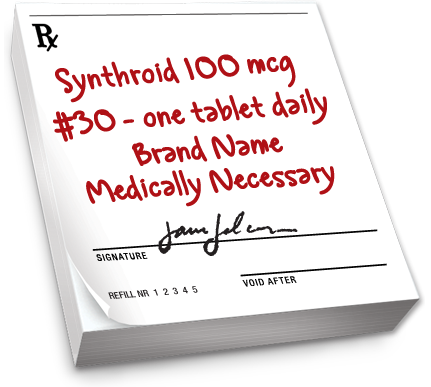 Rx
Synthroid 100 mcg
#30 - one tablet daily
Brand Name
Medically Necessary
SIGNATURE
REFILL NR 1 2 3 4 5
VOID AFTER